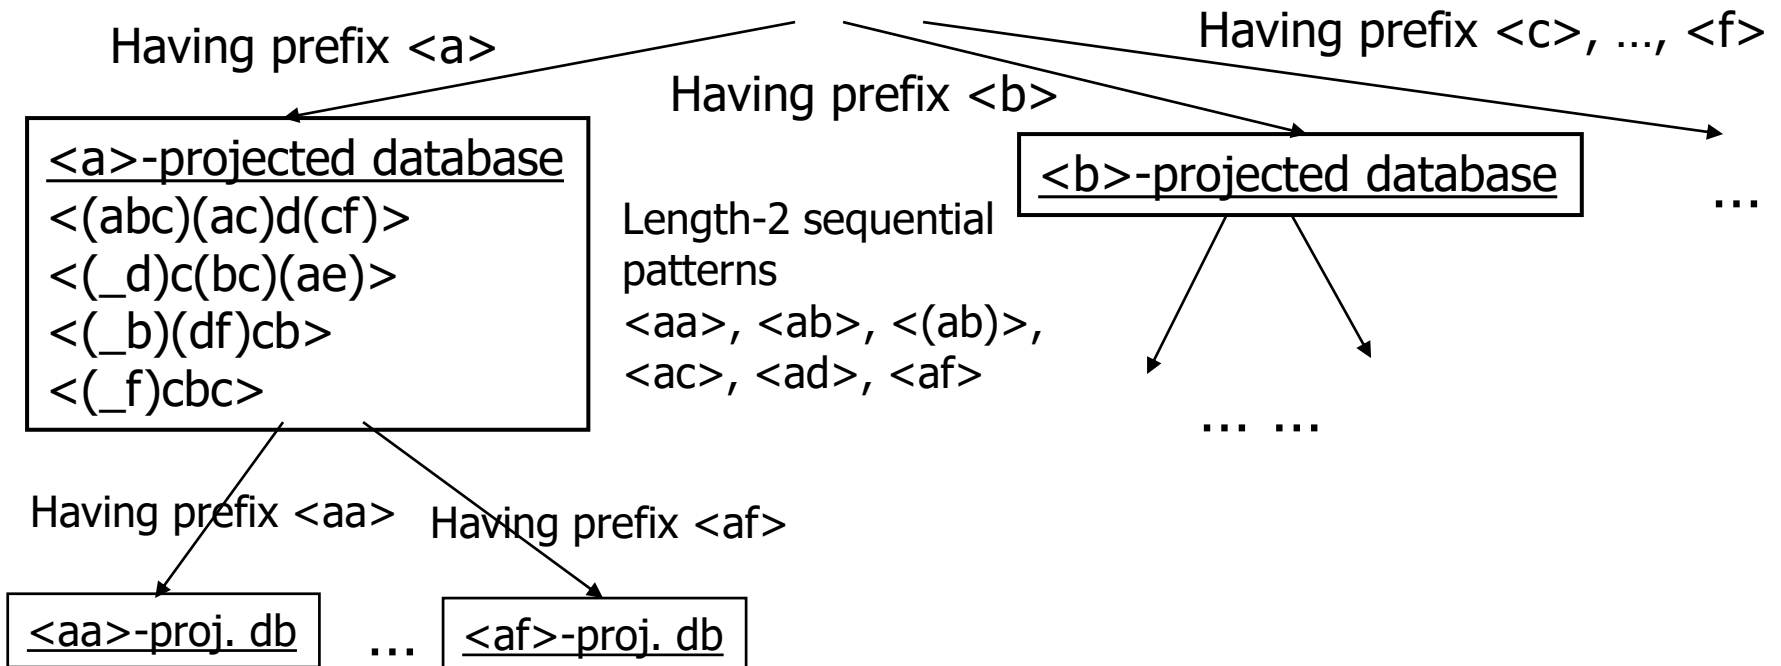 Having prefix <a>
Having prefix <c>, ..., <f>
Having prefix <b>
<a>-projected database
<(abc)(ac)d(cf)>
<(_d)c(bc)(ae)>
<(_b)(df)cb>
<(_f)cbc>
Length-2 sequential
patterns
<aa>, <ab>, <(ab)>,
<ac>, <ad>, <af>
<b>-projected database
...
... ...
Having prefix <aa>
Having prefix <af>
<aa>-proj. db
...
<af>-proj. db